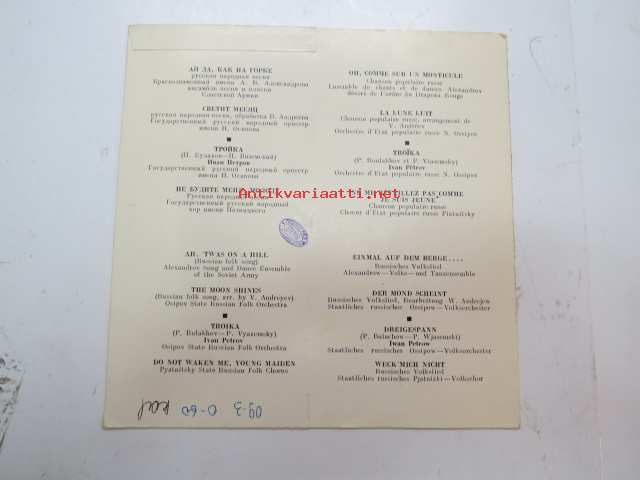 АЙ ДА, КАК НА ГОРКЕ
русская народная песня
Краснознаменный имени А. В. Александрова
ансамбль песни и пляски
Советской Армии
СВЕТИТ МЕСЯЦ
русская народная песня, обработка В. Андреева
Государственный русский народный оркестр
имени Н. Осипова
ТРОЙКА
(П. Булахов—П. Вяземский)
Иван Петров
Государственный русский народный оркестр
имени Н. Осипова
НЕ БУДИТЕ МЕНЯ
Русская народная
Государственный русский народный
хор имени Пятницкого
OH, COMME SUR UN MONTICULE
Chanson populaire russe
Ensemble de chants et de danses Alexandrov
décoré de l'ordre du Drapeau Rouge
LA LUNE LUIT
Chanson populaire russe, arrangement de
V. Andreev
Orchestre d'Etat populaire russe N. Ossipov
TROÏKA
(P. Boulakhov et P. Viazemsky)
Ivan Petrov
Orchestre d'Etat populaire russe N. Ossipov
PAS COMME
JE SUIS JEUNE
Chanson populaire russe
Choeur d'Etat populaire russe Piatnitsky
Antikvariaatti.net
AH, 'TWAS ON A HILL
(Russian folk song)
Alexandrov Song and Dance Ensemble
of the Soviet Army
THE MOON SHINES
(Russian folk song, arr. by V. Andreyev)
Osipov State Russian Folk Orchestra
TROIKA
(P. Bulakhov—P. Vyazemsky)
Ivan Petrov
Osipov State Russian Folk Orchestra
DO NOT WAKEN ME, YOUNG MAIDEN
Pyatnitsky State Russian Folk Chorus
EINMAL AUF DEM BERGE....
Russisches Volkslied
Alexandrow—Volks—und Tanzensemble
DER MOND SCHEINT
Russisches Volkslied, Bearbeitung W. Andrejew
Staatliches russisches Ossipow—Volksorchester
DREIGESPANN
(P. Bulachow—P. Wjasemski)
Iwan Petrow
Staatliches russisches Ossipow—Volksorchester
WECK'MICH NICHT
Russisches Volkslied
Staatliches russisches Pjatnizki—Volkschor